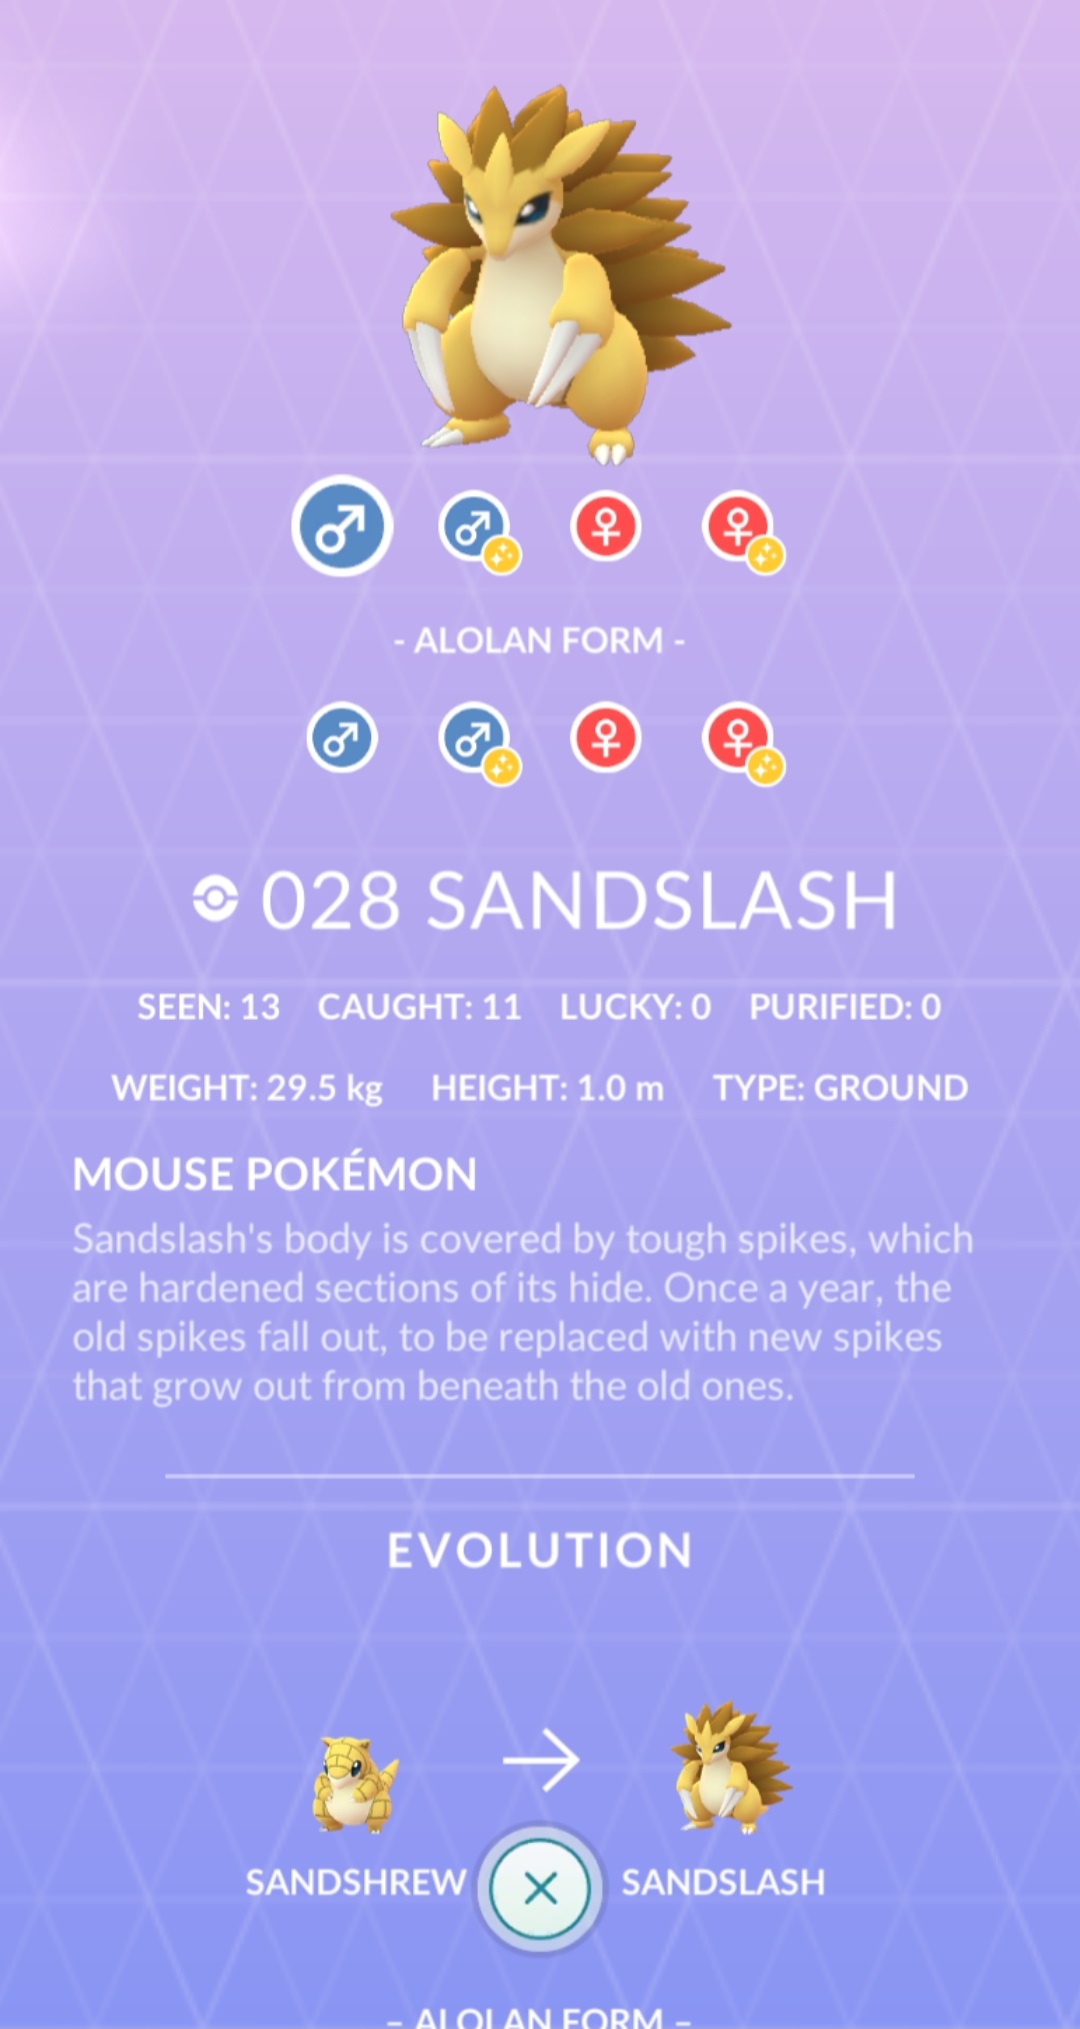 - ALOLAN FORM -
028 SANDSLASH
SEEN: 13 CAUGHT: 11 LUCKY: 0 PURIFIED: 0
WEIGHT: 29.5 kg HEIGHT: 1.0 m TYPE: GROUND
MOUSE POKÉMON
Sandslash's body is covered by tough spikes, which
are hardened sections of its hide. Once a year, the
old spikes fall out, to be replaced with new spikes
that grow out from beneath the old ones.
EVOLUTION
SANDSHREW SANDSLASH
- ALOLAN FORM -